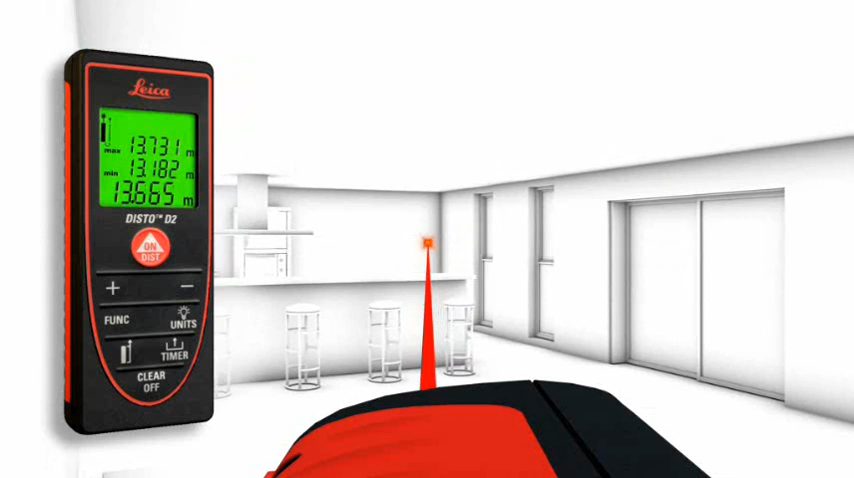 Leica
max 13.731 m
min 13.182 m
13.665 m
DISTO™ D2
ON
DIST
+ −
FUNC UNITS
TIMER
CLEAR
OFF